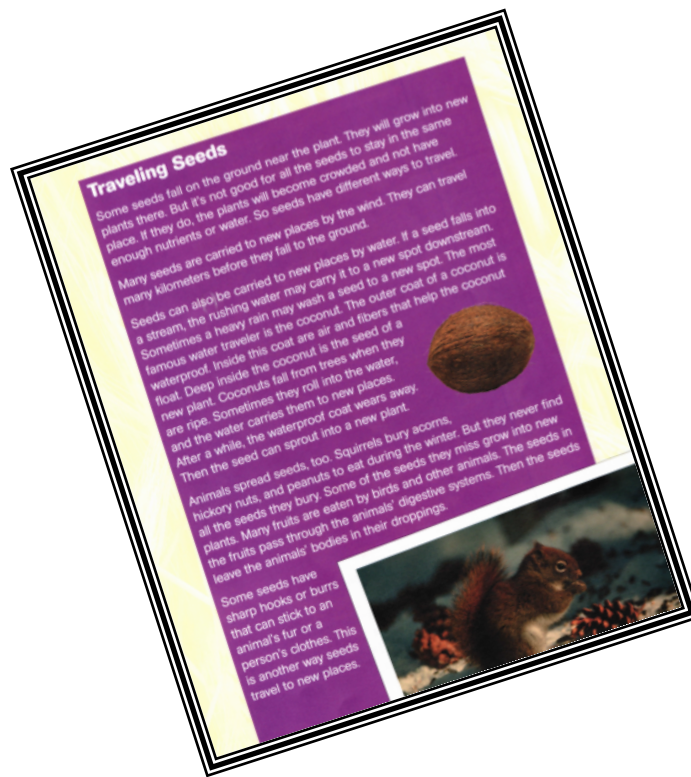 Traveling Seeds
Some seeds fall on the ground near the plant. They will grow into new
plants there. But it's not good for all the seeds to stay in the same
place. If they do, the plants will become crowded and not have
enough nutrients or water. So seeds have different ways to travel.
Many seeds are carried to new places by the wind. They can travel
many kilometers before they fall to the ground.
Seeds can also be carried to new places by water. If a seed falls into
a stream, the rushing water may carry it to a new spot downstream.
Sometimes a heavy rain may wash a seed to a new spot. The most
famous water traveler is the coconut. The outer coat of a coconut is
waterproof. Inside this coat are air and fibers that help the coconut
float. Deep inside the coconut is the seed of a
new plant. Coconuts fall from trees when they
are ripe. Sometimes they roll into the water,
and the water carries them to new places.
After a while, the waterproof coat wears away.
Then the seed can sprout into a new plant.
Animals spread seeds, too. Squirrels bury acorns,
hickory nuts, and peanuts to eat during the winter. But they never find
all the seeds they bury. Some of the seeds they miss grow into new
plants. Many fruits are eaten by birds and other animals. The seeds in
the fruits pass through the animals' digestive systems. Then the seeds
leave the animals' bodies in their droppings.
Some seeds have
sharp hooks or burrs
that can stick to an
animal's fur or a
person's clothes. This
is another way seeds
travel to new places.